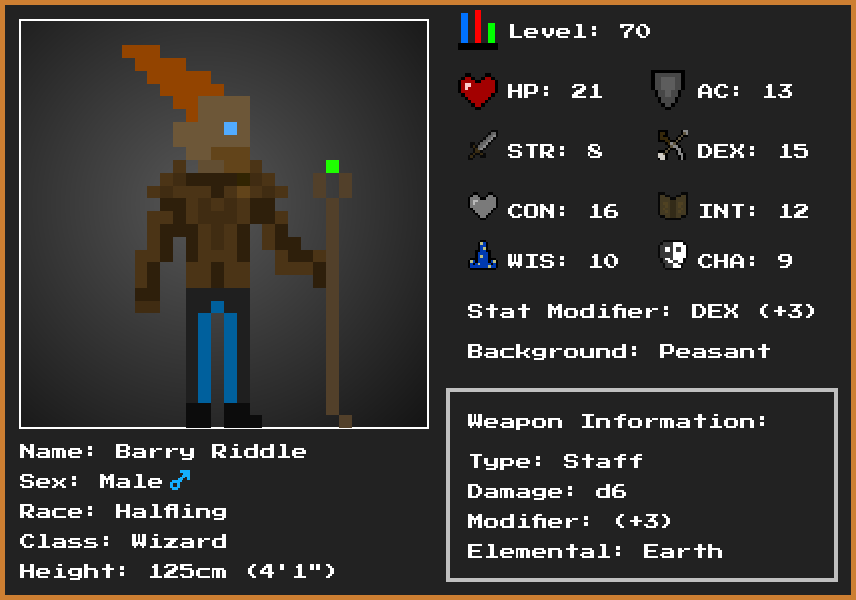 Level: 70
HP: 21 AC: 13
STR: 8 DEX: 15
CON: 16 INT: 12
WIS: 10 CHA: 9
Stat Modifier: DEX (+3)
Background: Peasant
Weapon Information:
Type: Staff
Damage: d6
Modifier: (+3)
Elemental: Earth
Name: Barry Riddle
Sex: Male ♂
Race: Halfling
Class: Wizard
Height: 125cm (4'1")